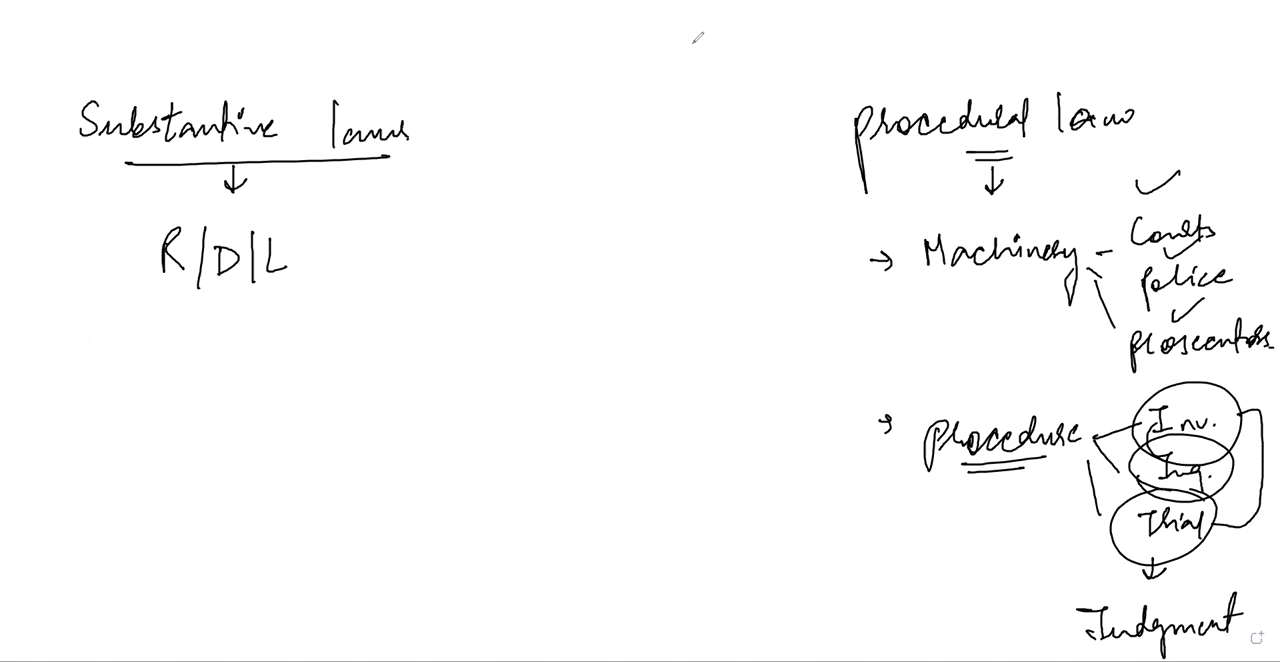 Substantive laws
R/D/L
procedural law
→ Machinery - Courts
police
prosecutors
→ procedure
Inv.
Inq.
Trial
Judgment